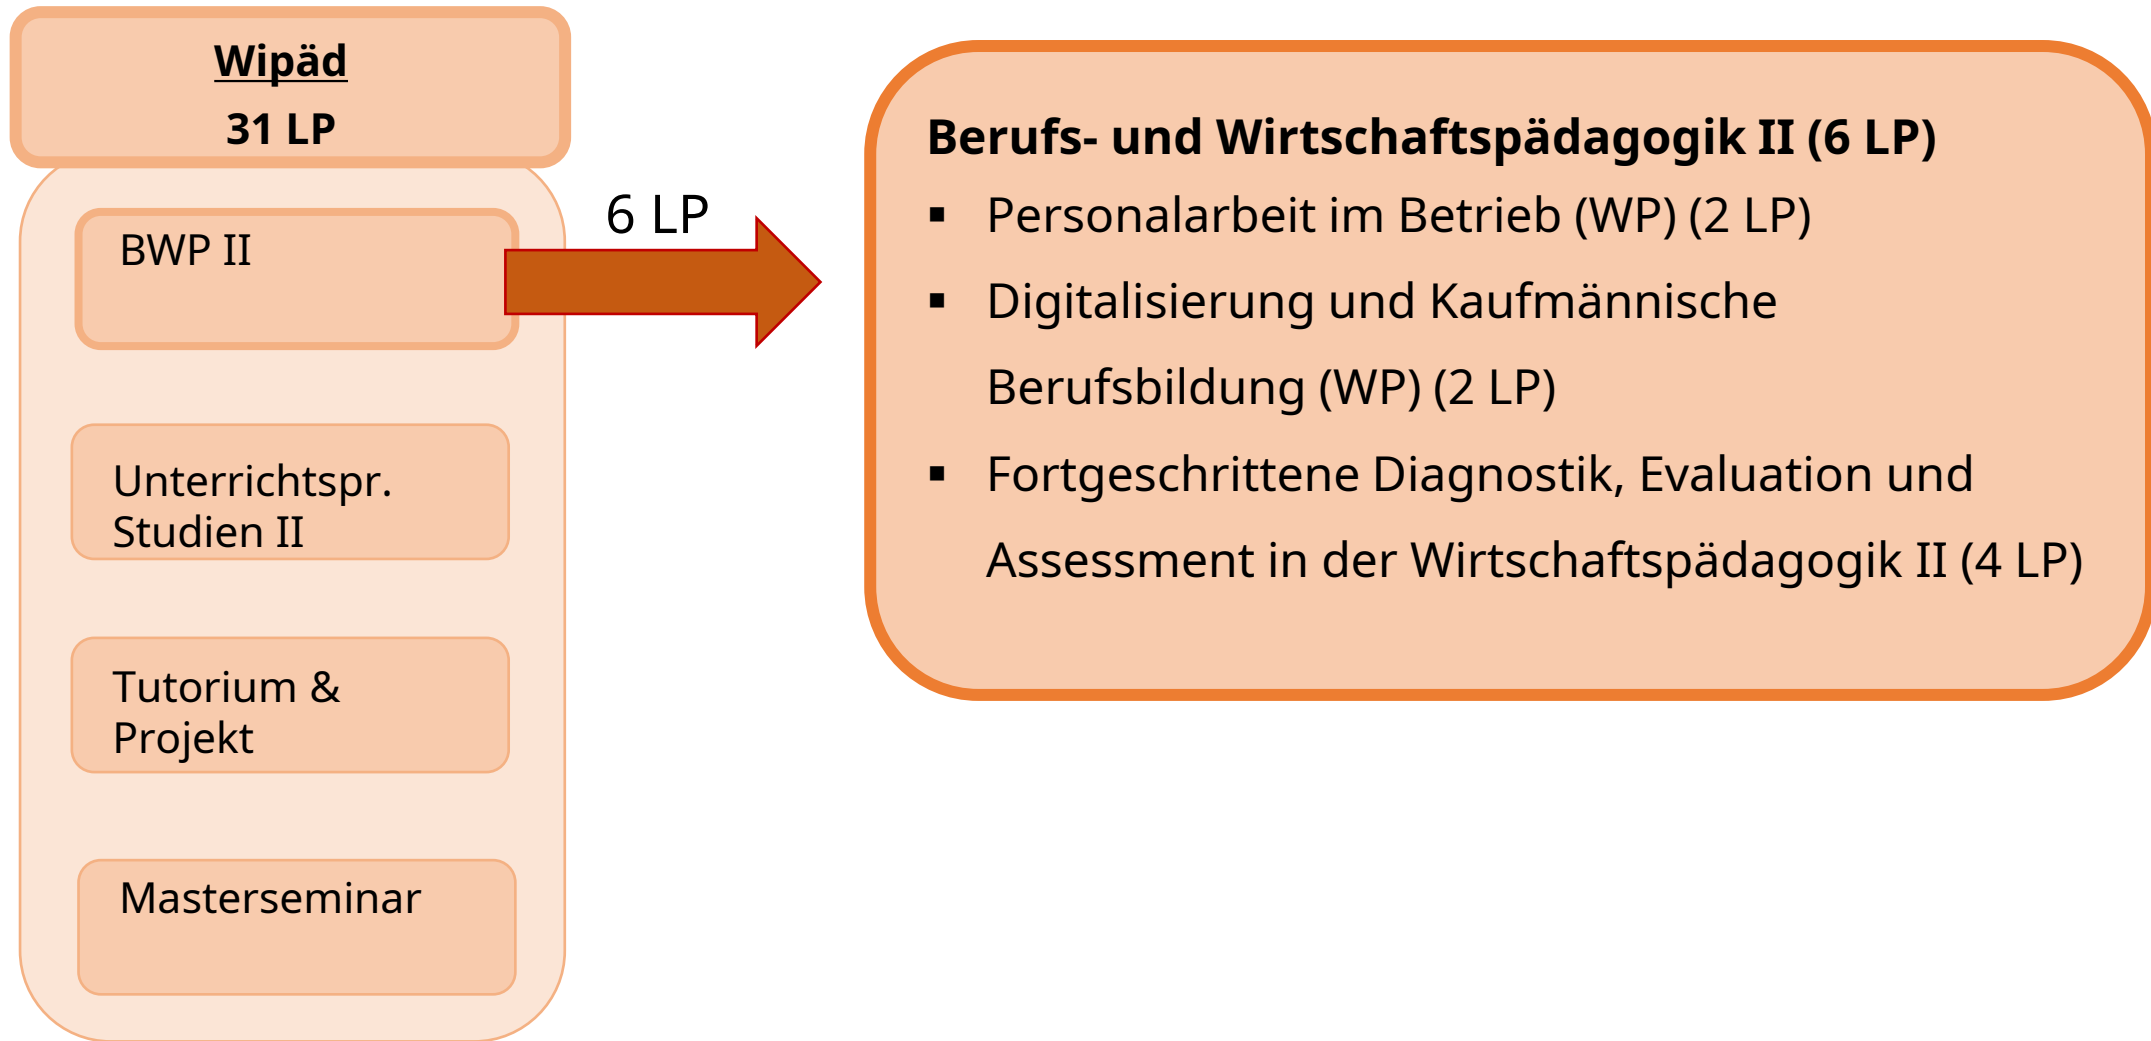 Wipäd
31 LP
BWP II
Unterrichtspr.
Studien II
Tutorium &
Projekt
Masterseminar
6 LP
Berufs- und Wirtschaftspädagogik II (6 LP)
▪ Personalarbeit im Betrieb (WP) (2 LP)
▪ Digitalisierung und Kaufmännische
Berufsbildung (WP) (2 LP)
▪ Fortgeschrittene Diagnostik, Evaluation und
Assessment in der Wirtschaftspädagogik II (4 LP)